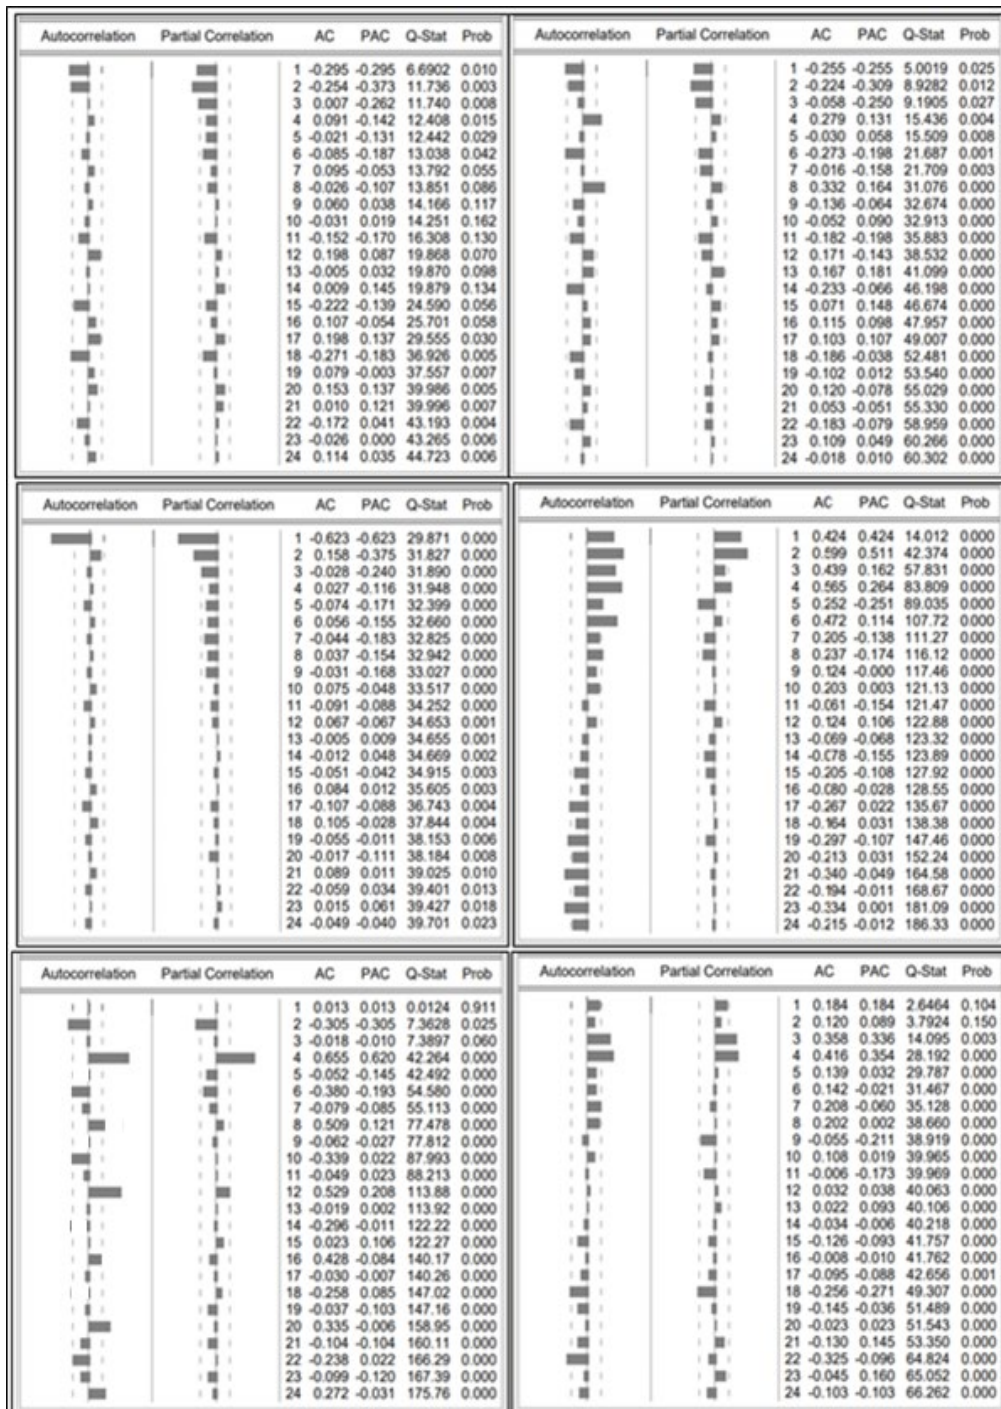 Autocorrelation Partial Correlation AC PAC Q-Stat Prob
1 -0.295 -0.295 6.6902 0.010
2 -0.254 -0.373 11.736 0.003
3 0.007 -0.262 11.740 0.008
4 0.091 -0.142 12.408 0.015
5 -0.021 -0.131 12.442 0.029
6 -0.085 -0.187 13.038 0.042
7 0.095 -0.053 13.792 0.055
8 -0.026 -0.107 13.851 0.086
9 0.060 0.038 14.166 0.117
10 -0.031 0.019 14.251 0.162
11 -0.152 -0.170 16.308 0.130
12 0.198 0.087 19.868 0.070
13 -0.005 0.032 19.870 0.098
14 0.009 0.145 19.879 0.134
15 -0.222 -0.139 24.590 0.056
16 0.107 -0.054 25.701 0.058
17 0.198 0.137 29.555 0.030
18 -0.271 -0.183 36.926 0.005
19 0.079 -0.003 37.557 0.007
20 0.153 0.137 39.986 0.005
21 0.010 0.121 39.996 0.007
22 -0.172 0.041 43.193 0.004
23 -0.026 0.000 43.265 0.006
24 0.114 0.035 44.723 0.006
Autocorrelation Partial Correlation AC PAC Q-Stat Prob
1 -0.255 -0.255 5.0019 0.025
2 -0.224 -0.309 8.9282 0.012
3 -0.058 -0.250 9.1905 0.027
4 0.279 0.131 15.436 0.004
5 -0.030 0.058 15.509 0.008
6 -0.273 -0.198 21.687 0.001
7 -0.016 -0.158 21.709 0.003
8 0.332 0.164 31.076 0.000
9 -0.136 -0.064 32.674 0.000
10 -0.052 0.090 32.913 0.000
11 -0.182 -0.198 35.883 0.000
12 0.171 -0.143 38.532 0.000
13 0.167 0.181 41.099 0.000
14 -0.233 -0.066 46.198 0.000
15 0.071 0.148 46.674 0.000
16 0.115 0.098 47.957 0.000
17 0.103 0.107 49.007 0.000
18 -0.186 -0.038 52.481 0.000
19 -0.102 0.012 53.540 0.000
20 0.120 -0.078 55.029 0.000
21 0.053 -0.051 55.330 0.000
22 -0.183 -0.079 58.959 0.000
23 0.109 0.049 60.266 0.000
24 -0.018 0.010 60.302 0.000
Autocorrelation Partial Correlation AC PAC Q-Stat Prob
1 -0.623 -0.623 29.871 0.000
2 0.158 -0.375 31.827 0.000
3 -0.028 -0.240 31.890 0.000
4 0.027 -0.116 31.948 0.000
5 -0.074 -0.171 32.399 0.000
6 0.056 -0.155 32.660 0.000
7 -0.044 -0.183 32.825 0.000
8 0.037 -0.154 32.942 0.000
9 -0.031 -0.168 33.027 0.000
10 0.075 -0.048 33.517 0.000
11 -0.091 -0.088 34.252 0.000
12 0.067 -0.067 34.653 0.001
13 -0.005 0.009 34.655 0.001
14 -0.012 0.048 34.669 0.002
15 -0.051 -0.042 34.915 0.003
16 0.084 0.012 35.605 0.003
17 -0.107 -0.088 36.743 0.004
18 0.105 -0.028 37.844 0.004
19 -0.055 -0.011 38.153 0.006
20 -0.017 -0.111 38.184 0.008
21 0.089 0.011 39.025 0.010
22 -0.059 0.034 39.401 0.013
23 0.015 0.061 39.427 0.018
24 -0.049 -0.040 39.701 0.023
Autocorrelation Partial Correlation AC PAC Q-Stat Prob
1 0.424 0.424 14.012 0.000
2 0.599 0.511 42.374 0.000
3 0.439 0.162 57.831 0.000
4 0.565 0.264 83.809 0.000
5 0.252 -0.251 89.035 0.000
6 0.472 0.114 107.72 0.000
7 0.205 -0.138 111.27 0.000
8 0.237 -0.174 116.12 0.000
9 0.124 -0.000 117.46 0.000
10 0.203 0.003 121.13 0.000
11 -0.061 -0.154 121.47 0.000
12 0.124 0.106 122.88 0.000
13 -0.069 -0.068 123.32 0.000
14 -0.078 -0.155 123.89 0.000
15 -0.205 -0.108 127.92 0.000
16 -0.080 -0.028 128.55 0.000
17 -0.267 0.022 135.67 0.000
18 -0.164 0.031 138.38 0.000
19 -0.297 -0.107 147.46 0.000
20 -0.213 0.031 152.24 0.000
21 -0.340 -0.049 164.58 0.000
22 -0.194 -0.011 168.67 0.000
23 -0.334 0.001 181.09 0.000
24 -0.215 -0.012 186.33 0.000
Autocorrelation Partial Correlation AC PAC Q-Stat Prob
1 0.013 0.013 0.0124 0.911
2 -0.305 -0.305 7.3628 0.025
3 -0.018 -0.010 7.3897 0.060
4 0.655 0.620 42.264 0.000
5 -0.052 -0.145 42.492 0.000
6 -0.380 -0.193 54.580 0.000
7 -0.079 -0.085 55.113 0.000
8 0.509 0.121 77.478 0.000
9 -0.062 -0.027 77.812 0.000
10 -0.339 0.022 87.993 0.000
11 -0.049 0.023 88.213 0.000
12 0.529 0.208 113.88 0.000
13 -0.019 0.002 113.92 0.000
14 -0.296 -0.011 122.22 0.000
15 0.023 0.106 122.27 0.000
16 0.428 -0.084 140.17 0.000
17 -0.030 -0.007 140.26 0.000
18 -0.258 0.085 147.02 0.000
19 -0.037 -0.103 147.16 0.000
20 0.335 -0.006 158.95 0.000
21 -0.104 -0.104 160.11 0.000
22 -0.238 0.022 166.29 0.000
23 -0.099 -0.120 167.39 0.000
24 0.272 -0.031 175.76 0.000
Autocorrelation Partial Correlation AC PAC Q-Stat Prob
1 0.184 0.184 2.6464 0.104
2 0.120 0.089 3.7924 0.150
3 0.358 0.336 14.095 0.003
4 0.416 0.354 28.192 0.000
5 0.139 0.032 29.787 0.000
6 0.142 -0.021 31.467 0.000
7 0.208 -0.060 35.128 0.000
8 0.202 0.002 38.660 0.000
9 -0.055 -0.211 38.919 0.000
10 0.108 0.019 39.965 0.000
11 -0.006 -0.173 39.969 0.000
12 0.032 0.038 40.063 0.000
13 0.022 0.093 40.106 0.000
14 -0.034 -0.006 40.218 0.000
15 -0.126 -0.093 41.757 0.000
16 -0.008 -0.010 41.762 0.000
17 -0.095 -0.088 42.656 0.001
18 -0.256 -0.271 49.307 0.000
19 -0.145 -0.036 51.489 0.000
20 -0.023 0.023 51.543 0.000
21 -0.130 0.145 53.350 0.000
22 -0.325 -0.096 64.824 0.000
23 -0.045 0.160 65.052 0.000
24 -0.103 -0.103 66.262 0.000